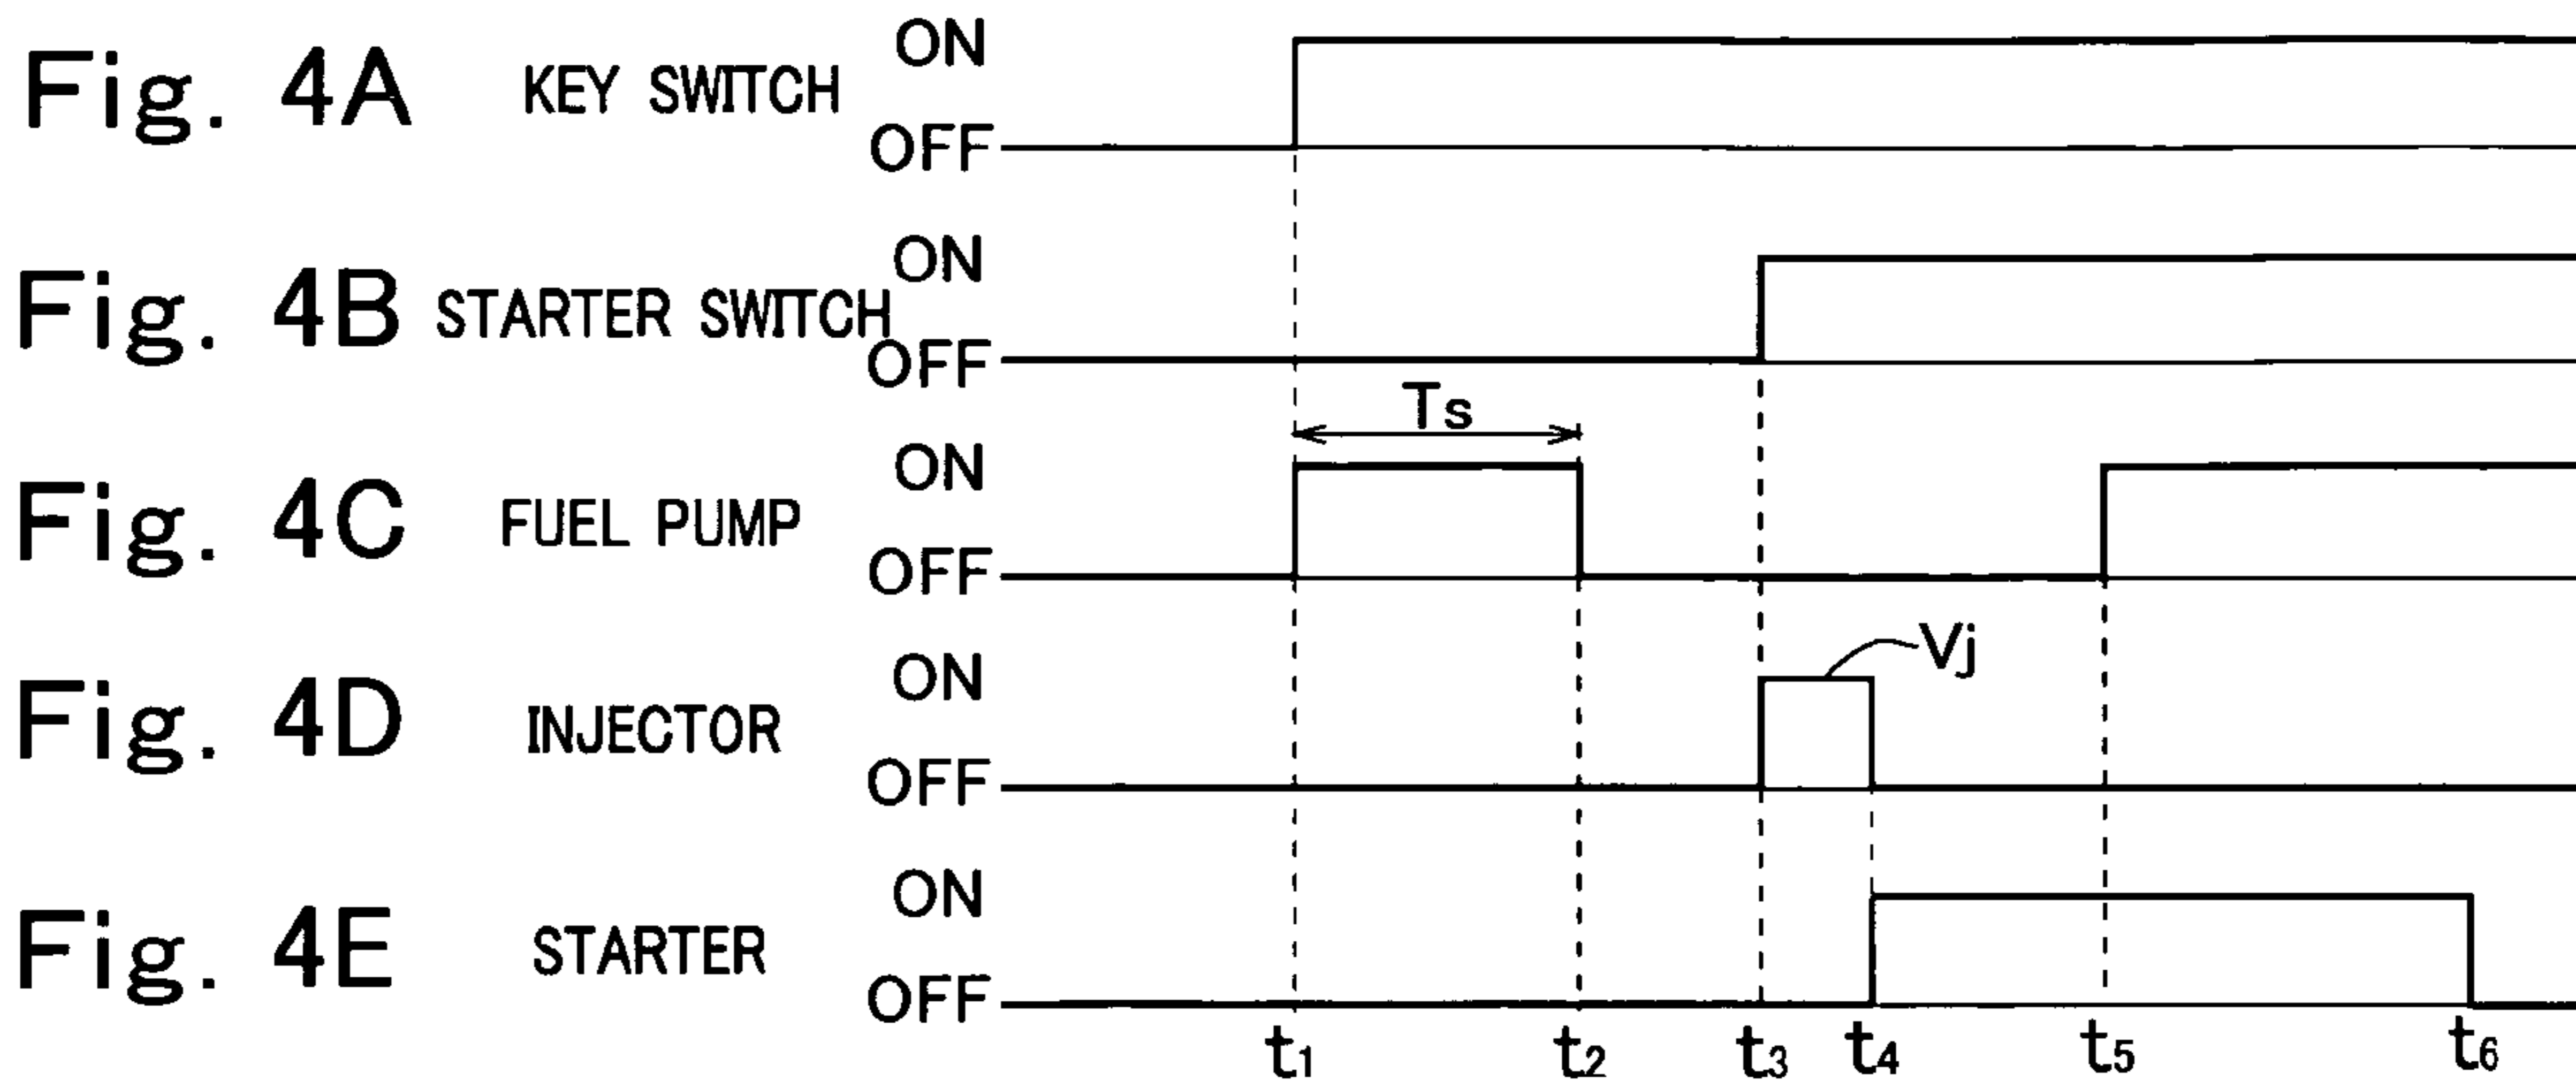 ON
Fig. 4A KEY SWITCH
OFF
ON
Fig. 4B STARTER SWITCH
OFF
Ts
ON
Fig. 4C FUEL PUMP
OFF
Vj
ON
Fig. 4D INJECTOR
OFF
ON
Fig. 4E STARTER
OFF
t1 t2 t3 t4 t5 t6